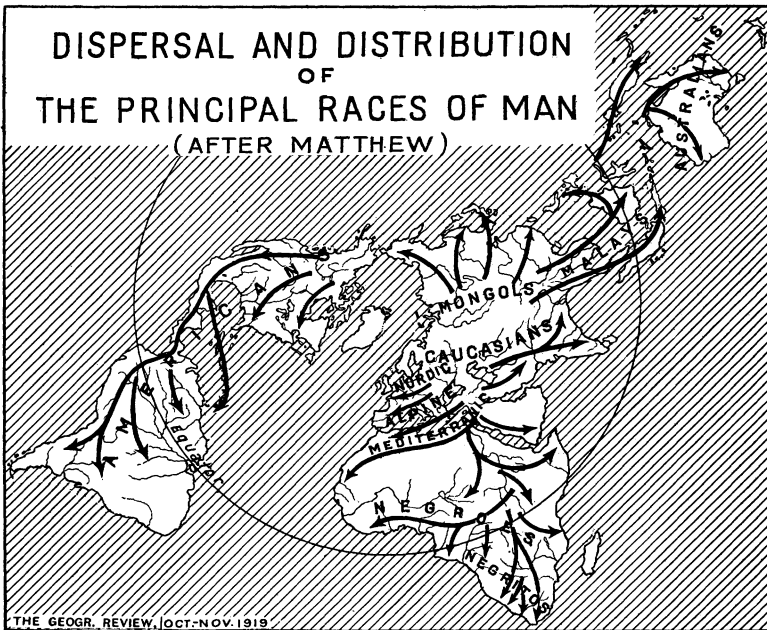 DISPERSAL AND DISTRIBUTION
OF
THE PRINCIPAL RACES OF MAN
(AFTER MATTHEW)
AUSTRALIANS
MALAYS
MONGOLS
AMERICANS
CAUCASIANS
NORDIC
ALPINE
MEDITERRANEAN
Equator
NEGROES
NEGRITOS
THE GEOGR. REVIEW, OCT.-NOV. 1919